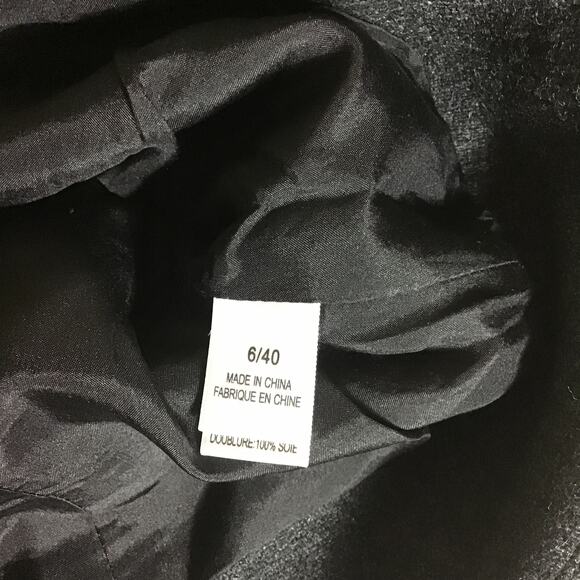 6/40
MADE IN CHINA
FABRIQUE EN CHINE
DOUBLURE:100% SOIE